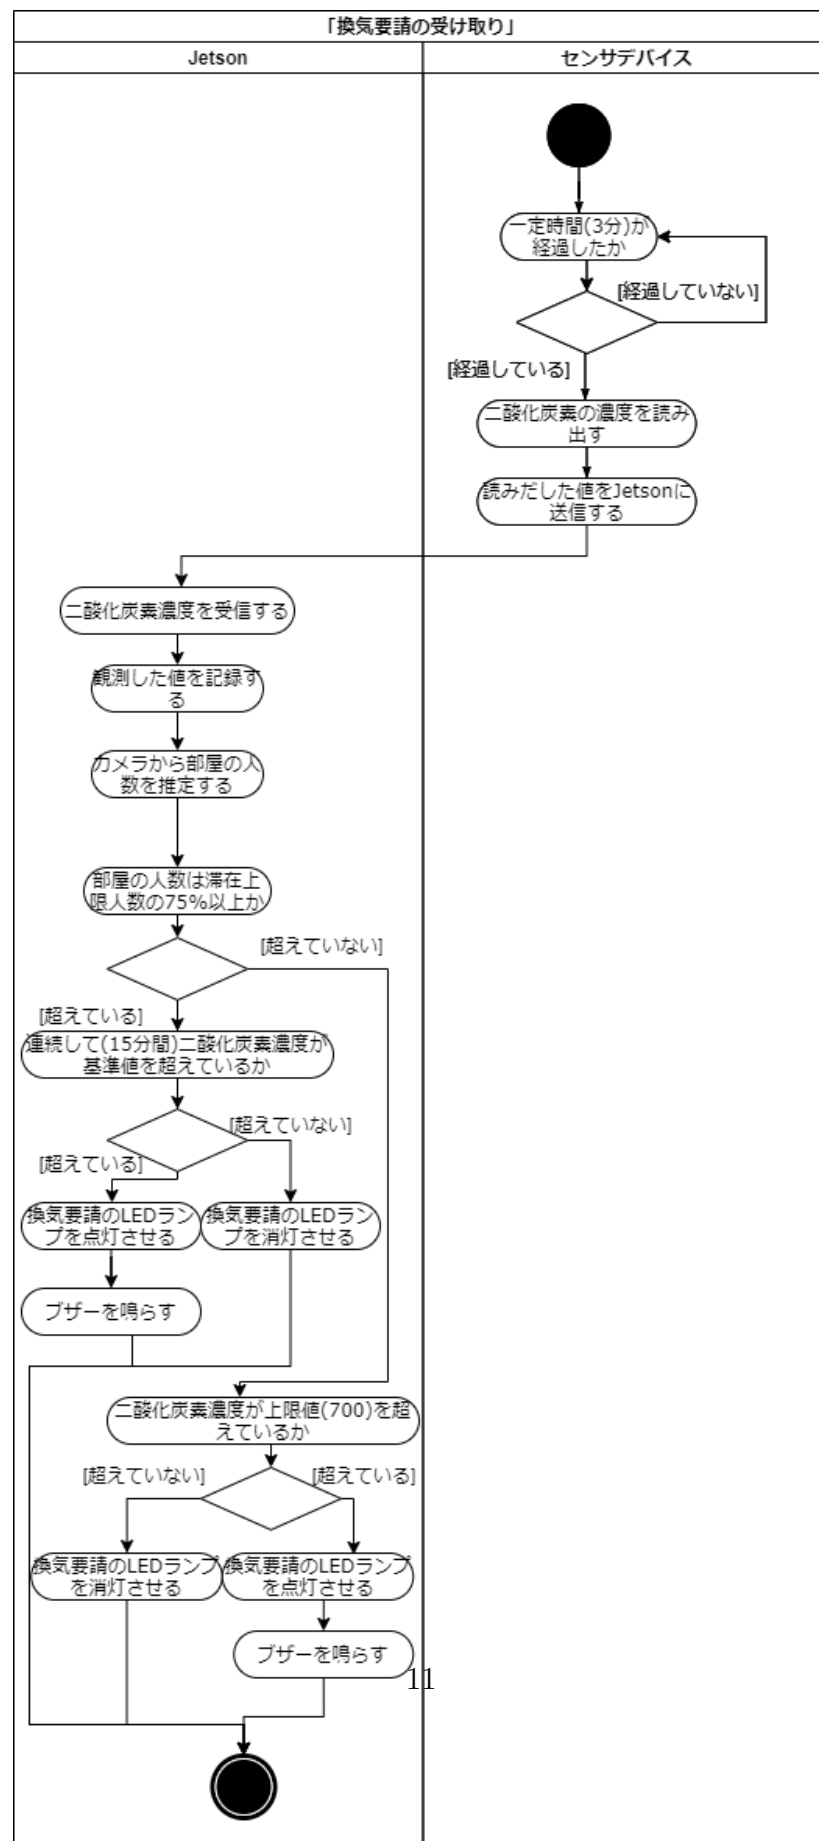 「換気要請の受け取り」
Jetson
センサデバイス
一定時間(3分)が
経過したか
[経過していない]
[経過している]
二酸化炭素の濃度を読み
出す
読みだした値をJetsonに
送信する
二酸化炭素濃度を受信する
観測した値を記録す
る
カメラから部屋の人
数を推定する
部屋の人数は滞在上
限人数の75%以上か
[超えていない]
[超えている]
連続して(15分間)二酸化炭素濃度が
基準値を超えているか
[超えていない]
[超えている]
換気要請のLEDラン
プを点灯させる
換気要請のLEDラン
プを消灯させる
ブザーを鳴らす
二酸化炭素濃度が上限値(700)を超
えているか
[超えていない]
[超えている]
換気要請のLEDランプ
を消灯させる
換気要請のLEDランプ
を点灯させる
ブザーを鳴らす
11